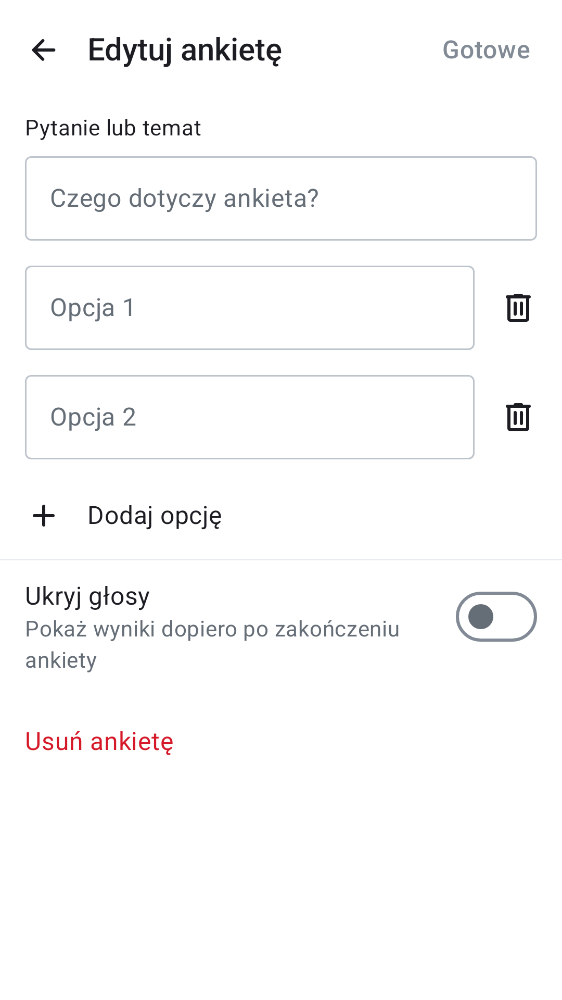 Edytuj ankietę
Gotowe
Pytanie lub temat
Czego dotyczy ankieta?
Opcja 1
Opcja 2
Dodaj opcję
Ukryj głosy
Pokaż wyniki dopiero po zakończeniu
ankiety
Usuń ankietę